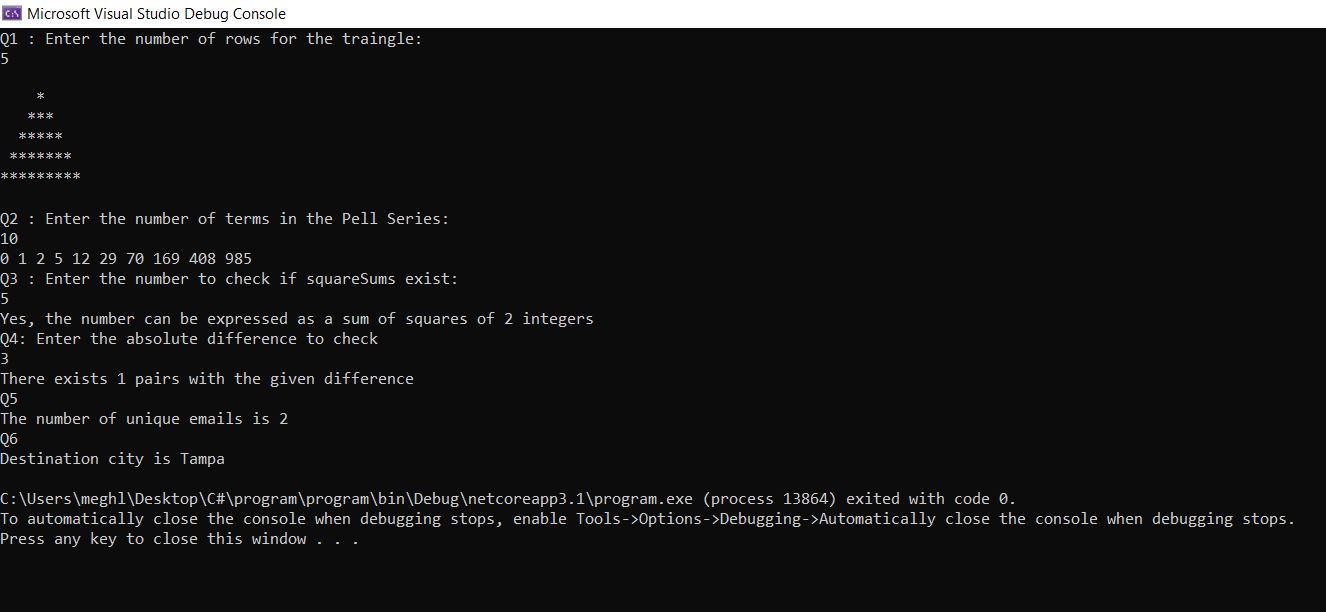 Microsoft Visual Studio Debug Console
Q1 : Enter the number of rows for the traingle:
5
    *
   ***
  *****
 *******
*********
Q2 : Enter the number of terms in the Pell Series:
10
0 1 2 5 12 29 70 169 408 985
Q3 : Enter the number to check if squareSums exist:
5
Yes, the number can be expressed as a sum of squares of 2 integers
Q4: Enter the absolute difference to check
3
There exists 1 pairs with the given difference
Q5
The number of unique emails is 2
Q6
Destination city is Tampa
C:\Users\meghl\Desktop\C#\program\program\bin\Debug\netcoreapp3.1\program.exe (process 13864) exited with code 0.
To automatically close the console when debugging stops, enable Tools->Options->Debugging->Automatically close the console when debugging stops.
Press any key to close this window . . .